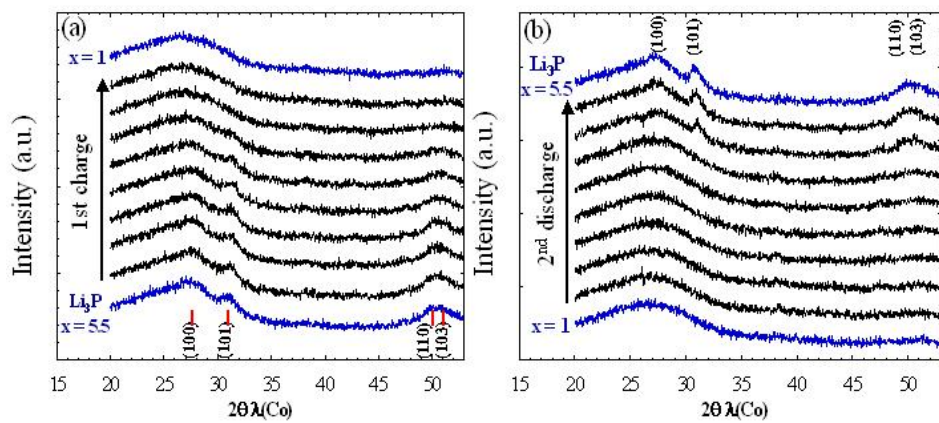 (a)
x = 1
1st charge
Intensity (a.u.)
Li₃P
x = 5.5
(100)
(101)
(110)
(103)
15 20 25 30 35 40 45 50
2θ λ(Co)
(b)
(100)
(101)
(110)
(103)
Li₃P
x = 5.5
2nd discharge
Intensity (a.u.)
x = 1
15 20 25 30 35 40 45 50
2θ λ(Co)